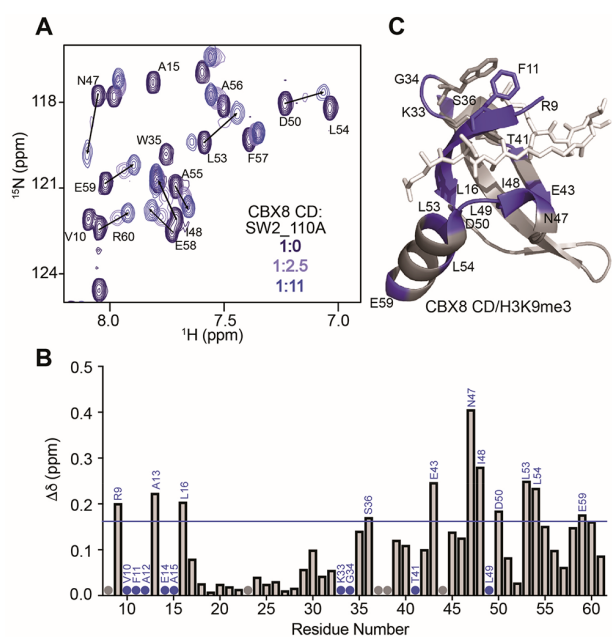 A
N47
A15
A56
118
D50
L54
W35
L53
F57
121
E59
A55
V10
R60
I48
E58
124
CBX8 CD:
SW2_110A
1:0
1:2.5
1:11
8.0 7.5 7.0
¹H (ppm)
¹⁵N (ppm)
C
G34
F11
S36
K33
R9
T41
L16
I48
E43
L53
L49
N47
D50
L54
E59
CBX8 CD/H3K9me3
B
0.5
0.4
0.3
0.2
0.1
0.0
Δδ (ppm)
R9
V10
F11
A12
A13
E14
A15
L16
K33
G34
S36
T41
E43
N47
I48
L49
D50
L53
L54
E59
10 15 20 25 30 35 40 45 50 55 60
Residue Number